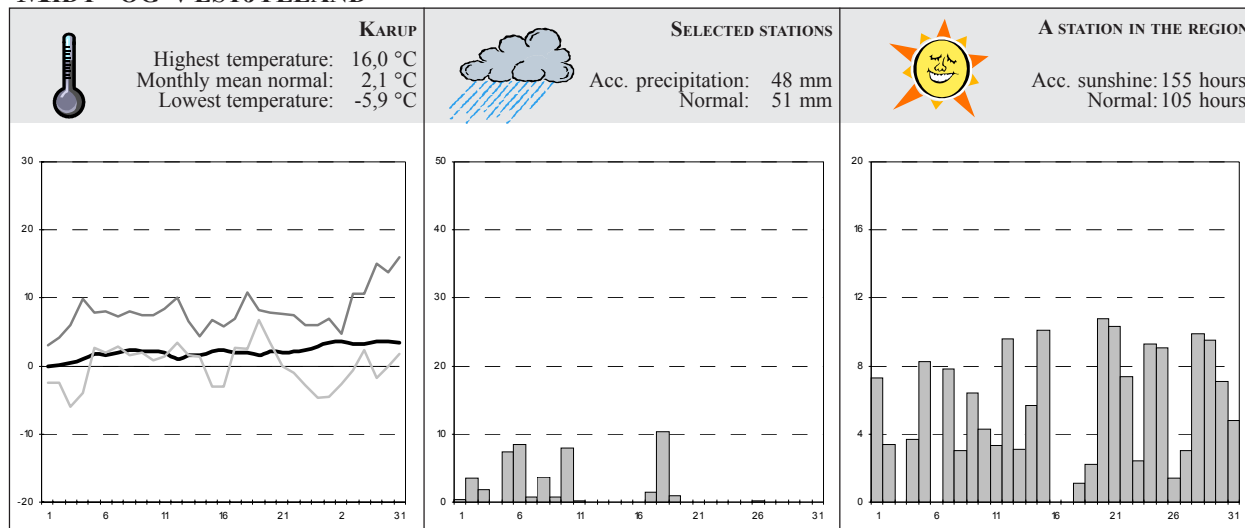 MIDT- OG VESTJYLLAND
KARUP
Highest temperature: 16,0 °C
Monthly mean normal: 2,1 °C
Lowest temperature: -5,9 °C
SELECTED STATIONS
Acc. precipitation: 48 mm
Normal: 51 mm
A STATION IN THE REGION
Acc. sunshine: 155 hours
Normal: 105 hours
30
20
10
0
-10
-20
1 6 11 16 21 2 31
50
40
30
20
10
0
1 6 11 16 21 26 31
20
16
12
8
4
0
1 6 11 16 21 26 31